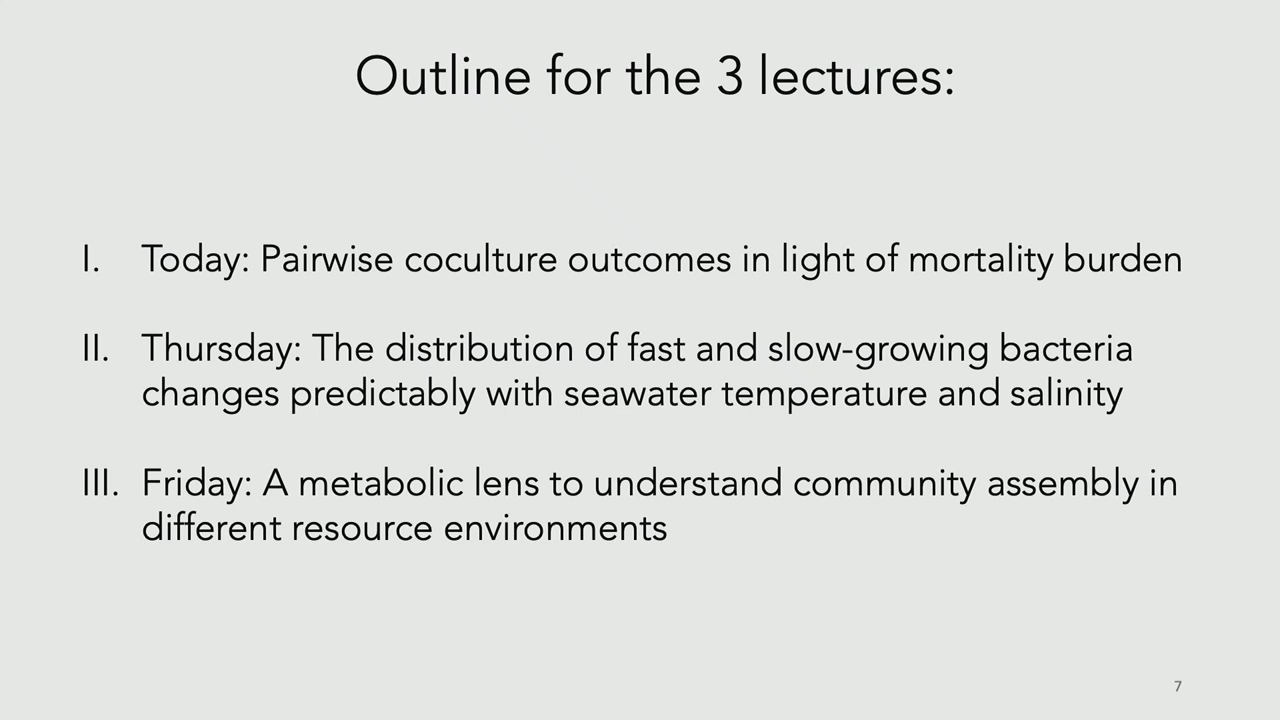 Outline for the 3 lectures:
I. Today: Pairwise coculture outcomes in light of mortality burden
II. Thursday: The distribution of fast and slow-growing bacteria
changes predictably with seawater temperature and salinity
III. Friday: A metabolic lens to understand community assembly in
different resource environments
7